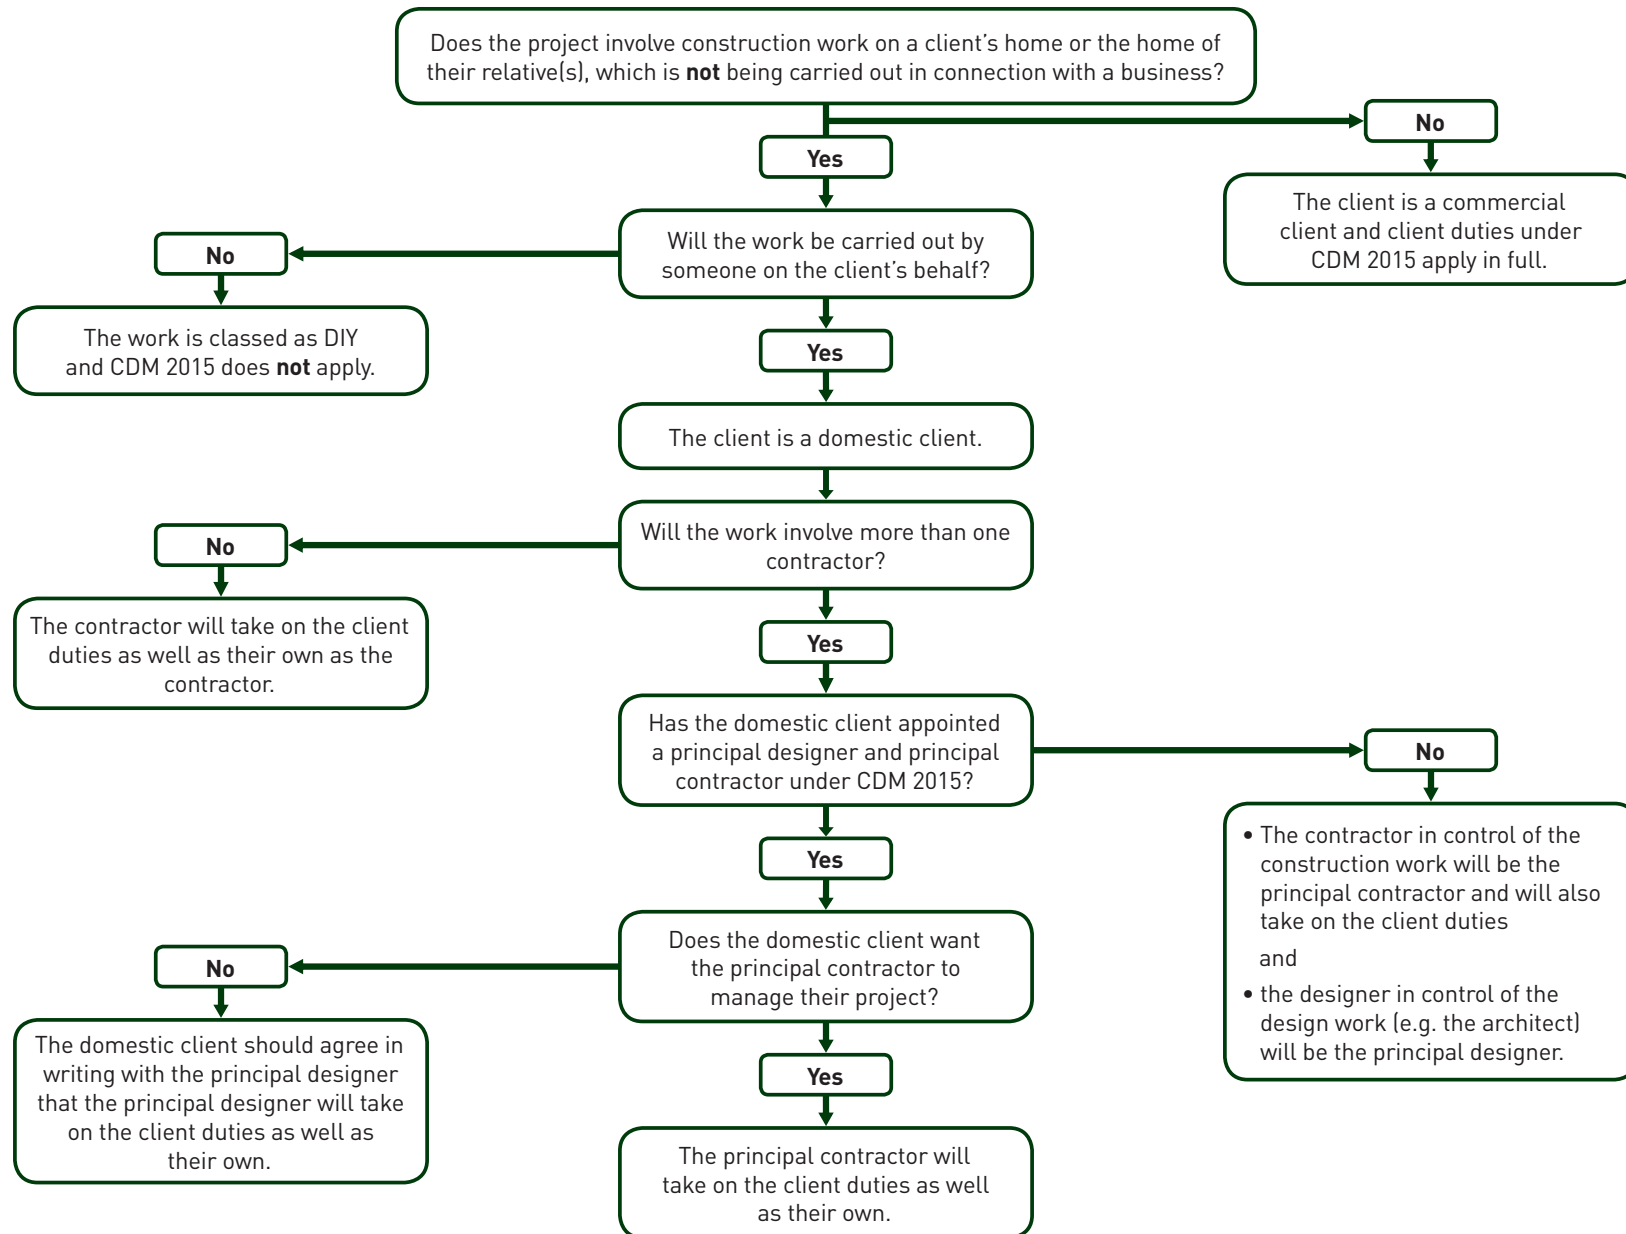 Does the project involve construction work on a client’s home or the home of
their relative(s), which is not being carried out in connection with a business?
No
Yes
The client is a commercial
client and client duties under
CDM 2015 apply in full.
Will the work be carried out by
someone on the client’s behalf?
No
The work is classed as DIY
and CDM 2015 does not apply.
Yes
The client is a domestic client.
Will the work involve more than one
contractor?
No
The contractor will take on the client
duties as well as their own as the
contractor.
Yes
Has the domestic client appointed
a principal designer and principal
contractor under CDM 2015?
No
• The contractor in control of the
construction work will be the
principal contractor and will also
take on the client duties
and
• the designer in control of the
design work (e.g. the architect)
will be the principal designer.
Yes
Does the domestic client want
the principal contractor to
manage their project?
No
The domestic client should agree in
writing with the principal designer
that the principal designer will take
on the client duties as well as
their own.
Yes
The principal contractor will
take on the client duties as well
as their own.